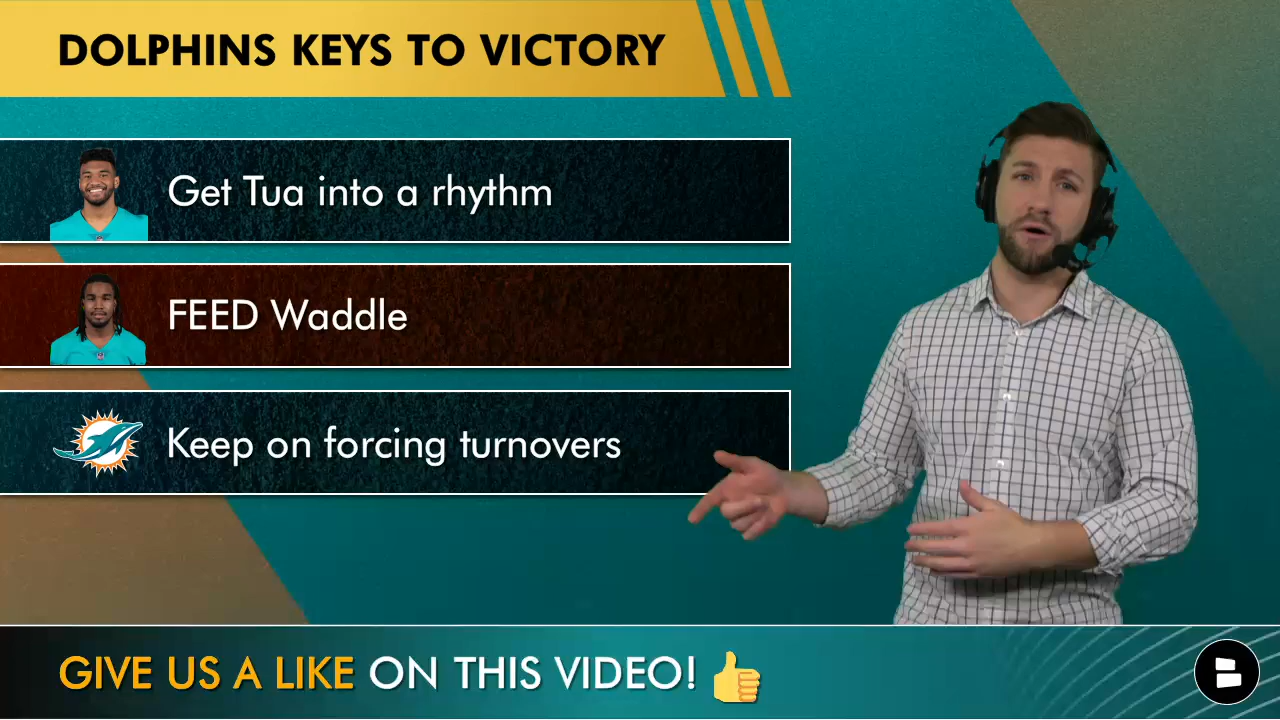 DOLPHINS KEYS TO VICTORY
Get Tua into a rhythm
FEED Waddle
Keep on forcing turnovers
GIVE US A LIKE ON THIS VIDEO!